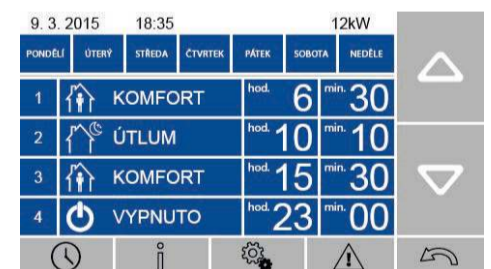 9. 3. 2015 18:35 12kW
PONDĚLÍ ÚTERÝ STŘEDA ČTVRTEK PÁTEK SOBOTA NEDĚLE
1 KOMFORT hod. 6 min. 30
2 ÚTLUM hod. 10 min. 10
3 KOMFORT hod. 15 min. 30
4 VYPNUTO hod. 23 min. 00